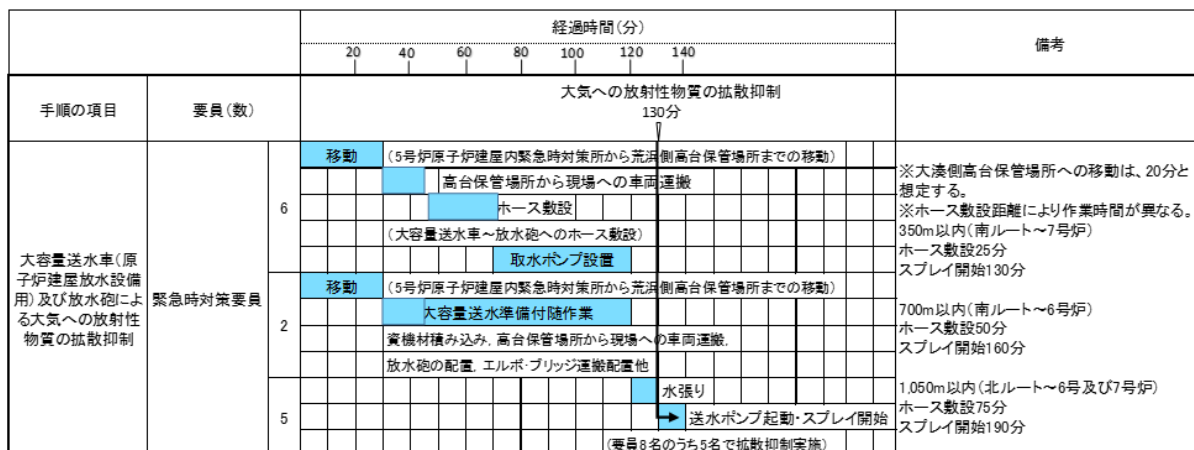 経過時間(分)
備考
20 40 60 80 100 120 140
手順の項目
要員(数)
大気への放射性物質の拡散抑制
130分
大容量送水車(原
子炉建屋放水設備
用)及び放水砲によ
る大気への放射性
物質の拡散抑制
緊急時対策要員
6
移動 (5号炉原子炉建屋内緊急時対策所から荒浜側高台保管場所までの移動)
高台保管場所から現場への車両運搬
ホース敷設
(大容量送水車~放水砲へのホース敷設)
取水ポンプ設置
2
移動 (5号炉原子炉建屋内緊急時対策所から荒浜側高台保管場所までの移動)
大容量送水準備付随作業
資機材積み込み, 高台保管場所から現場への車両運搬,
放水砲の配置, エルボ・ブリッジ運搬配置他
5
水張り
送水ポンプ起動・スプレイ開始
(要員8名のうち5名で拡散抑制実施)
※大湊側高台保管場所への移動は、20分と
想定する。
※ホース敷設距離により作業時間が異なる。
350m以内(南ルート~7号炉)
ホース敷設25分
スプレイ開始130分
700m以内(南ルート~6号炉)
ホース敷設50分
スプレイ開始160分
1,050m以内(北ルート~6号及び7号炉)
ホース敷設75分
スプレイ開始190分